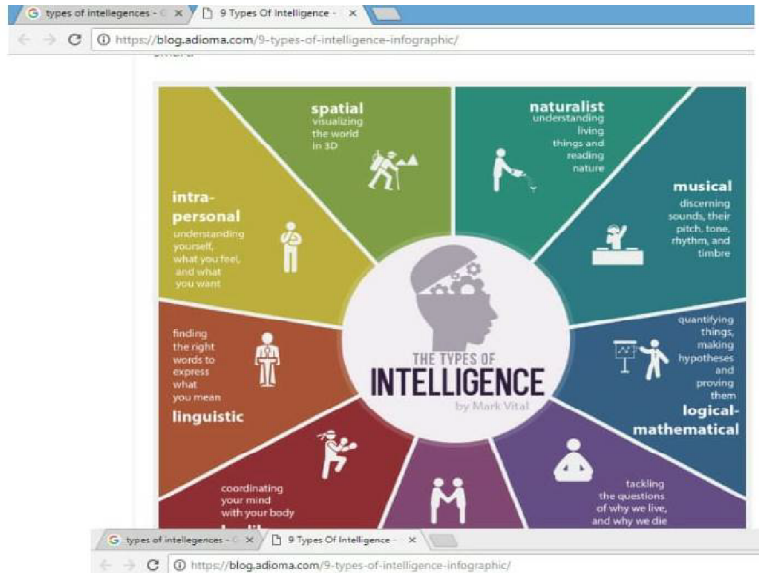 types of intellegences - G
9 Types Of Intelligence -
https://blog.adioma.com/9-types-of-intelligence-infographic/
spatial
visualizing
the world
in 3D
naturalist
understanding
living
things and
reading
nature
musical
discerning
sounds, their
pitch, tone,
rhythm, and
timbre
intra-
personal
understanding
yourself,
what you feel,
and what
you want
finding
the right
words to
express
what
you mean
linguistic
THE TYPES OF
INTELLIGENCE
by Mark Vital
quantifying
things,
making
hypotheses
and
proving
them
logical-
mathematical
coordinating
your mind
with your body
tackling
the questions
of why we live,
and why we die
types of intellegences - G
9 Types Of Intelligence -
https://blog.adioma.com/9-types-of-intelligence-infographic/